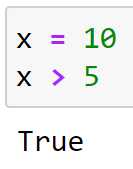 x = 10
x > 5
True